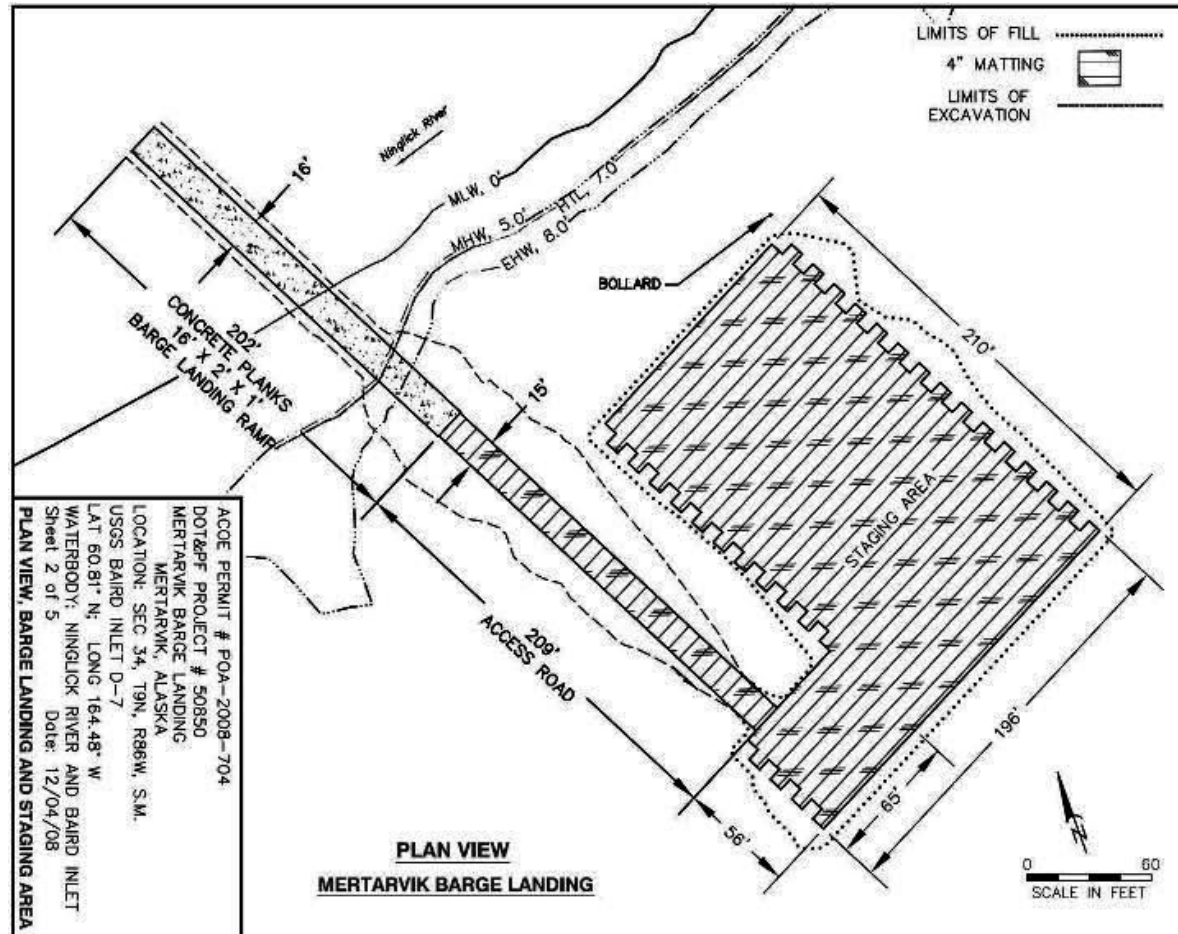 LIMITS OF FILL
4" MATTING
LIMITS OF
EXCAVATION
Ninglick River
16'
MLW, 0'
MHW, 5.0'
HTL, 7.0'
EHW, 8.0'
BOLLARD
210'
202'
CONCRETE PLANKS
16' X 2' X 1'
BARGE LANDING RAMP
15'
STAGING AREA
209'
ACCESS ROAD
196'
65'
56'
ACOE PERMIT # POA-2008-704
DOT&PF PROJECT # 50850
MERTARVIK BARGE LANDING
MERTARVIK, ALASKA
LOCATION: SEC 34, T9N, R86W, S.M.
USGS BAIRD INLET D-7
LAT 60.81° N; LONG 164.48° W
WATERBODY: NINGLICK RIVER AND BAIRD INLET
Sheet 2 of 5 Date: 12/04/08
PLAN VIEW, BARGE LANDING AND STAGING AREA
PLAN VIEW
MERTARVIK BARGE LANDING
N
0 60
SCALE IN FEET